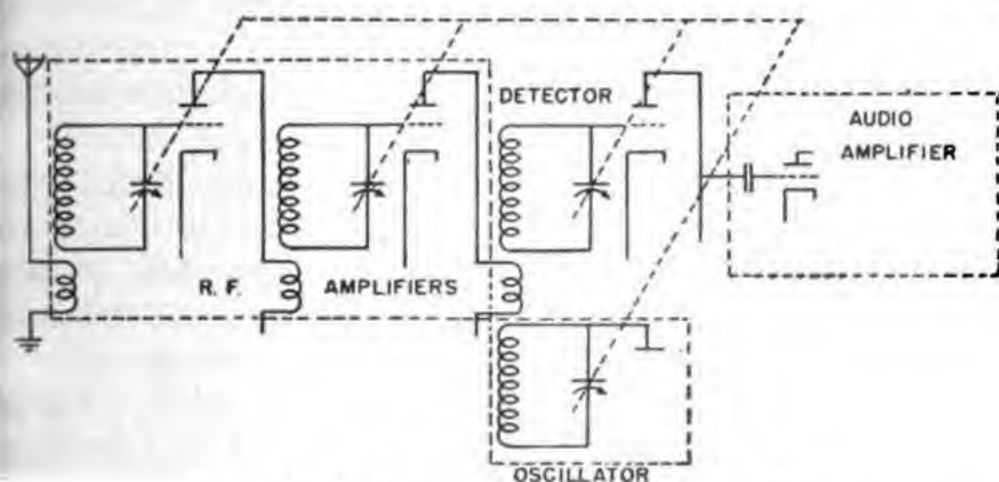 DETECTOR
AUDIO
AMPLIFIER
R. F. AMPLIFIERS
OSCILLATOR